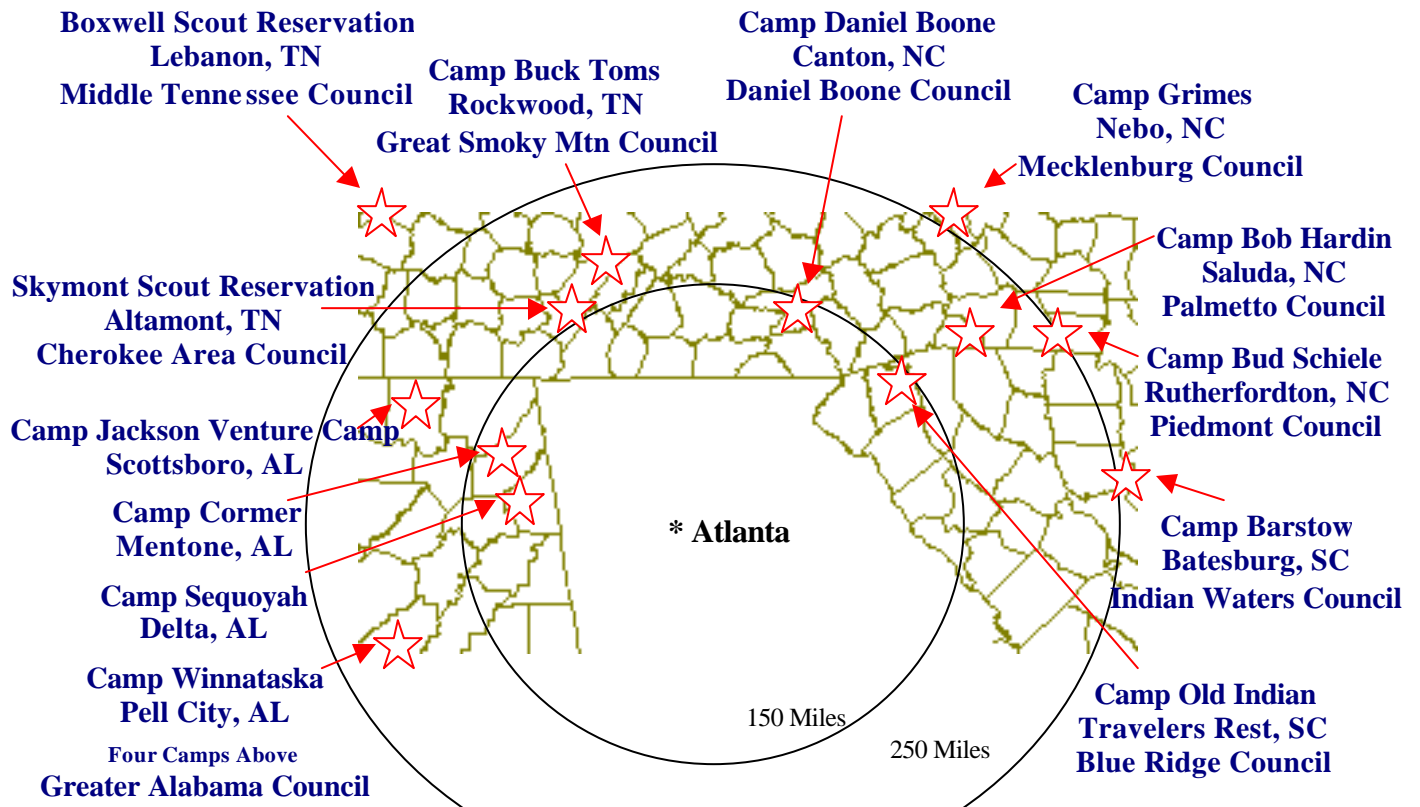 Boxwell Scout Reservation
Lebanon, TN
Middle Tennessee Council
Camp Buck Toms
Rockwood, TN
Great Smoky Mtn Council
Camp Daniel Boone
Canton, NC
Daniel Boone Council
Camp Grimes
Nebo, NC
Mecklenburg Council
Camp Bob Hardin
Saluda, NC
Palmetto Council
Skymont Scout Reservation
Altamont, TN
Cherokee Area Council
Camp Bud Schiele
Rutherfordton, NC
Piedmont Council
Camp Jackson Venture Camp
Scottsboro, AL
Camp Cormer
Mentone, AL
* Atlanta
Camp Barstow
Batesburg, SC
Indian Waters Council
Camp Sequoyah
Delta, AL
Camp Winnataska
Pell City, AL
Four Camps Above
Greater Alabama Council
150 Miles
250 Miles
Camp Old Indian
Travelers Rest, SC
Blue Ridge Council